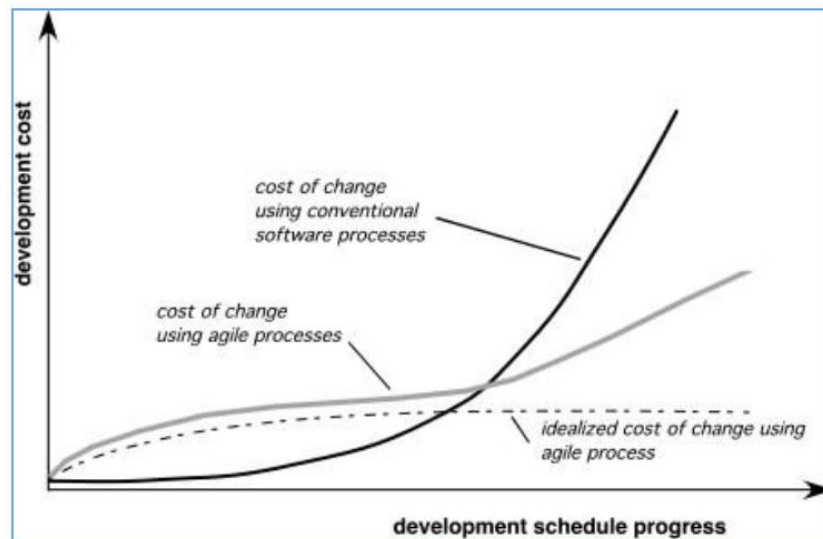 development cost
cost of change
using conventional
software processes
cost of change
using agile processes
idealized cost of change using
agile process
development schedule progress